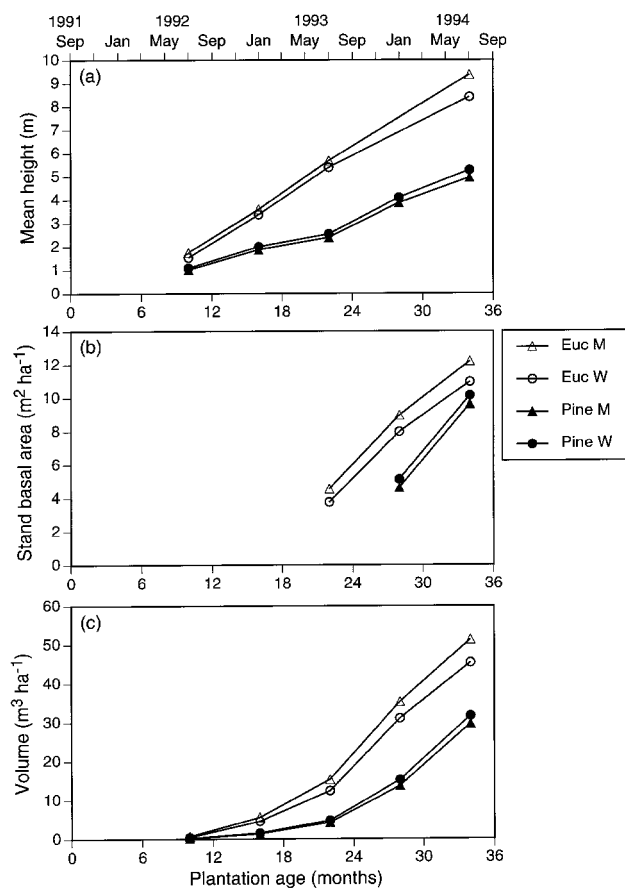 1991 1992 1993 1994
Sep Jan May Sep Jan May Sep Jan May Sep
(a)
Mean height (m)
10
9
8
7
6
5
4
3
2
1
0
0 6 12 18 24 30 36
(b)
Stand basal area (m² ha⁻¹)
14
12
10
8
6
4
2
0
0 6 12 18 24 30 36
Euc M
Euc W
Pine M
Pine W
(c)
Volume (m³ ha⁻¹)
60
50
40
30
20
10
0
0 6 12 18 24 30 36
Plantation age (months)